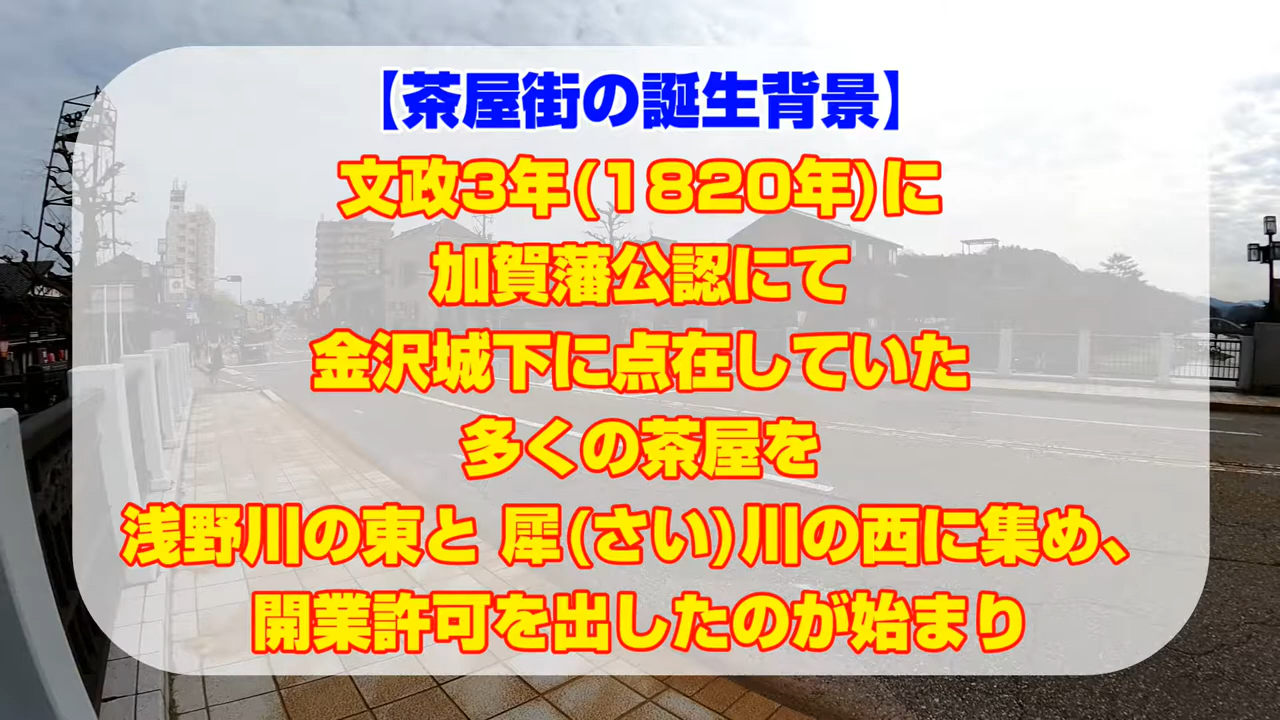 【茶屋街の誕生背景】
文政3年(1820年)に
加賀藩公認にて
金沢城下に点在していた
多くの茶屋を
浅野川の東と 犀(さい)川の西に集め、
開業許可を出したのが始まり